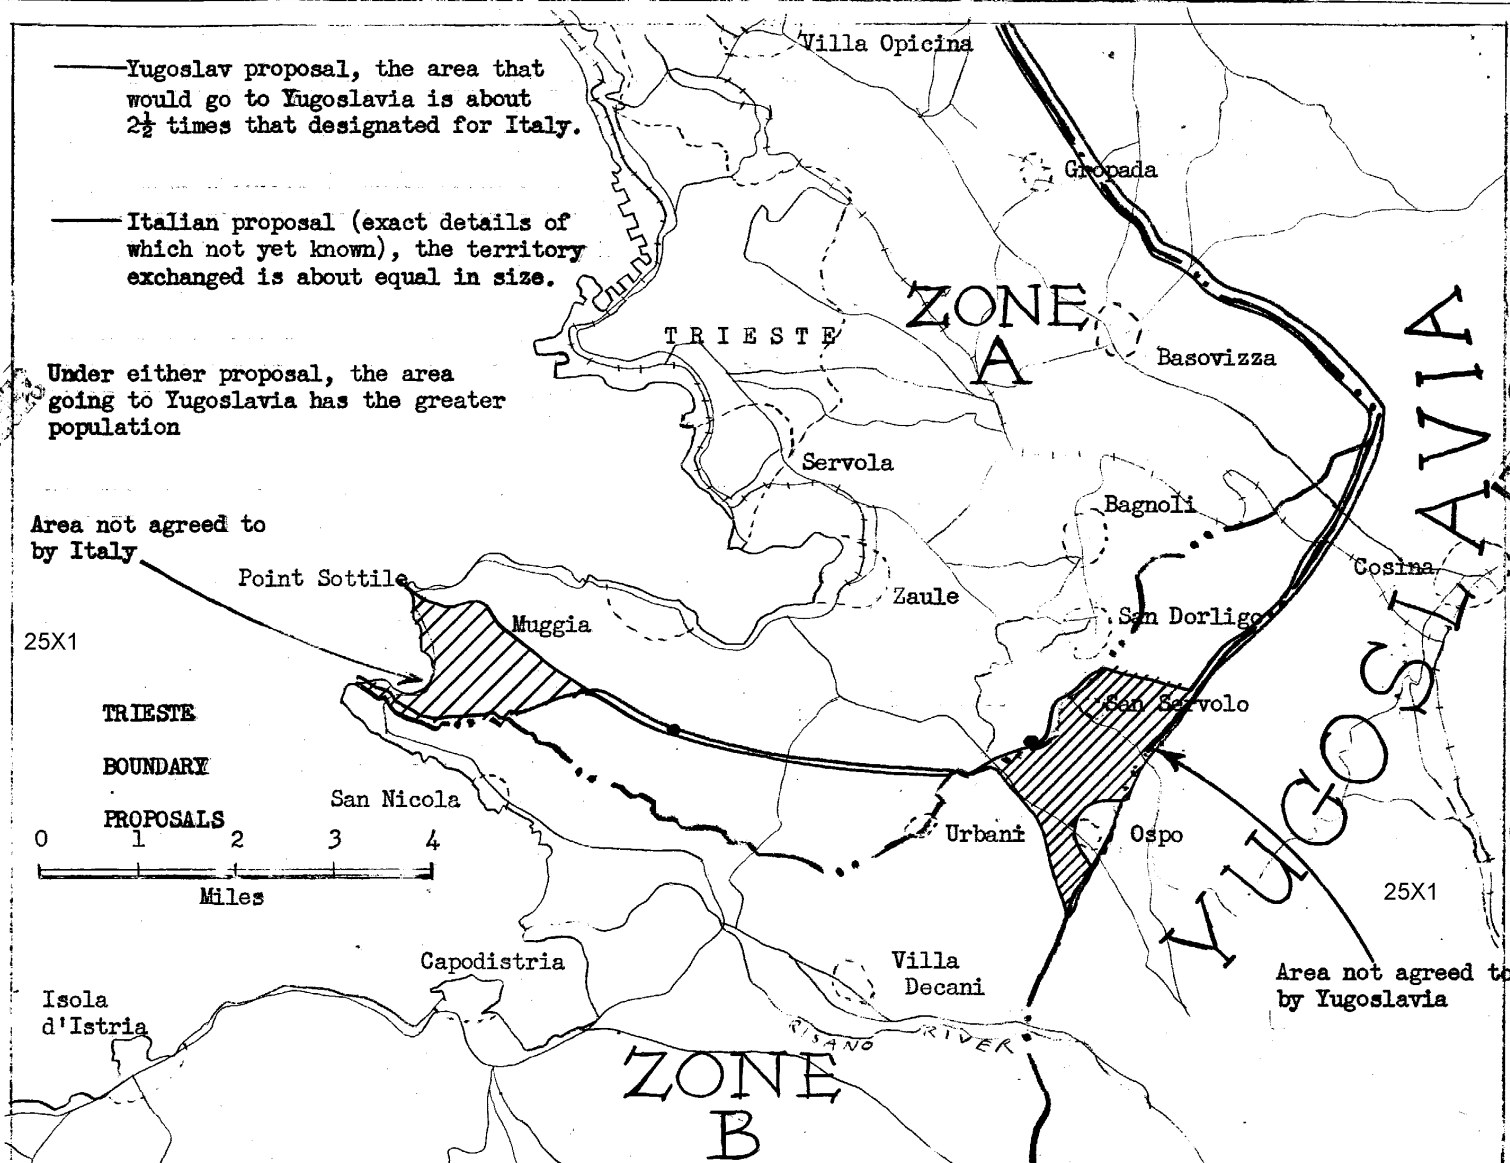 Yugoslav proposal, the area that
would go to Yugoslavia is about
2½ times that designated for Italy.
Italian proposal (exact details of
which not yet known), the territory
exchanged is about equal in size.
Under either proposal, the area
going to Yugoslavia has the greater
population
Villa Opicina
Gropada
ZONE
A
TRIESTE
Basovizza
YUGOSLAVIA
Servola
Bagnoli
Area not agreed to
by Italy
Point Sottile
Cosina
Zaule
Muggia
San Dorligo
25X1
San Servolo
TRIESTE
BOUNDARY
PROPOSALS
San Nicola
Urbani
Ospo
0 1 2 3 4
Miles
25X1
Capodistria
Villa
Decani
Area not agreed to
by Yugoslavia
Isola
d'Istria
RISANO RIVER
ZONE
B